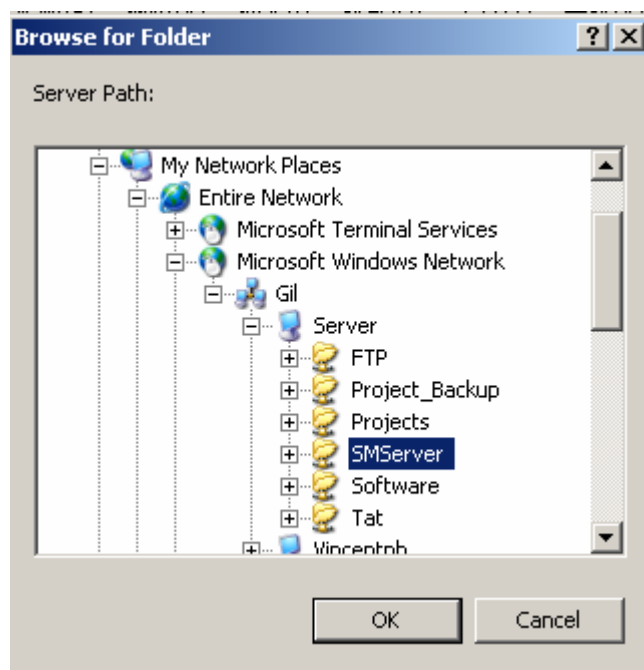 Browse for Folder
Server Path:
My Network Places
Entire Network
Microsoft Terminal Services
Microsoft Windows Network
Gil
Server
FTP
Project_Backup
Projects
SMServer
Software
Tat
OK Cancel